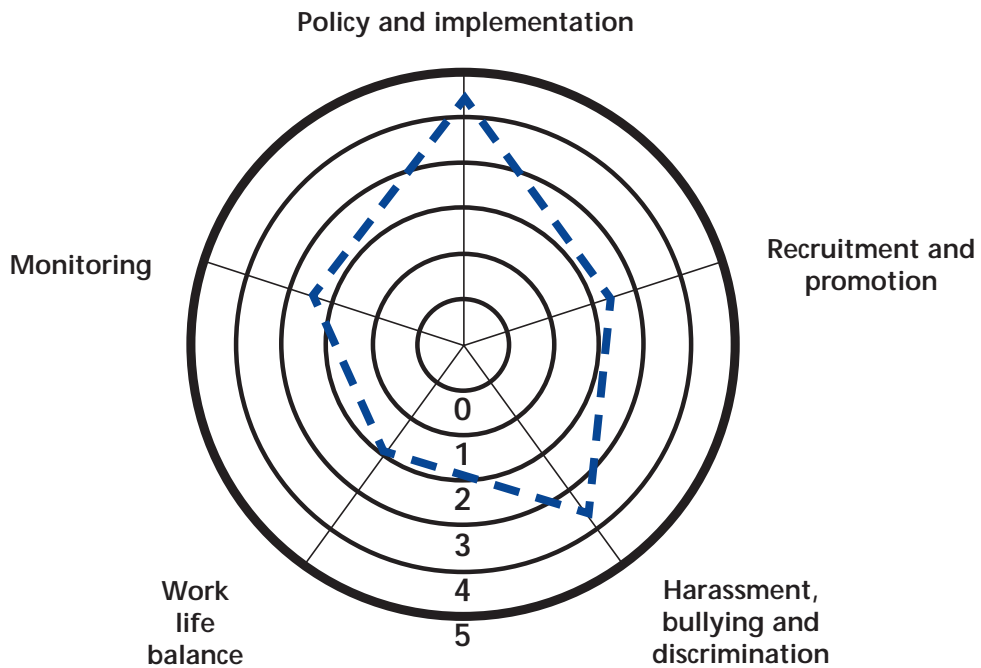 Policy and implementation
Monitoring
Recruitment and
promotion
0
1
2
3
4
5
Work
life
balance
Harassment,
bullying and
discrimination